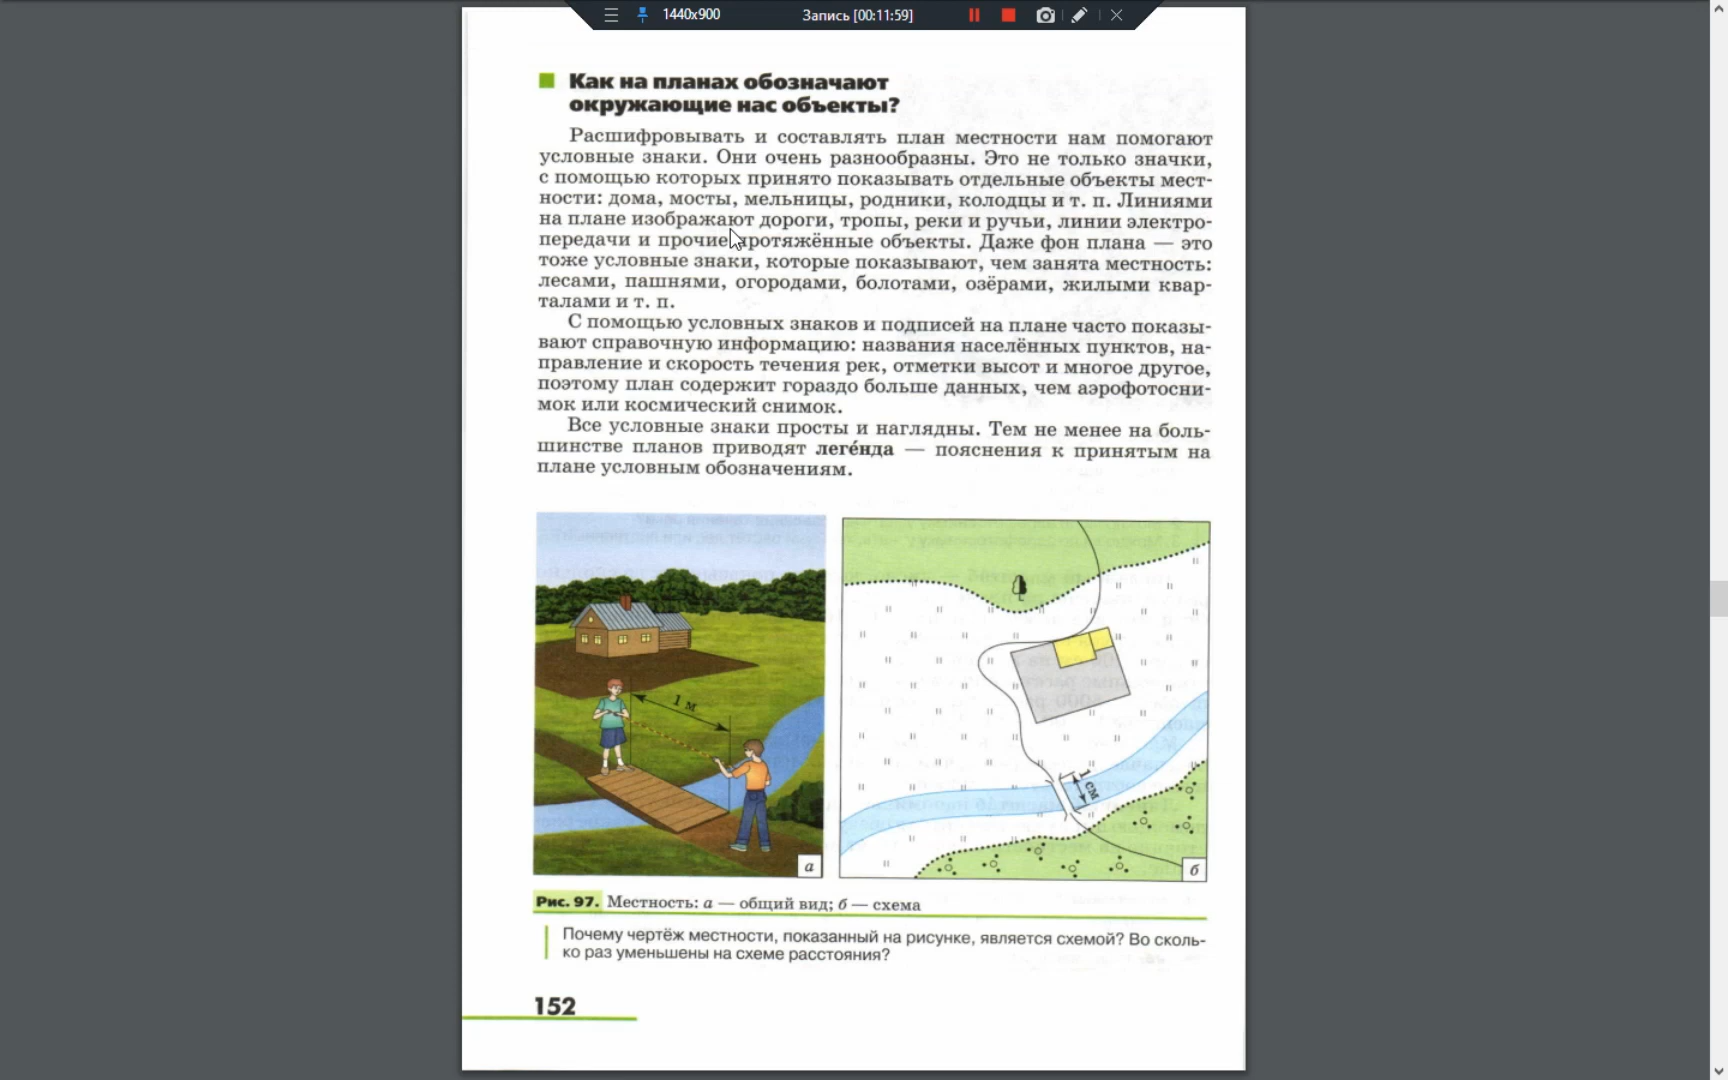 1440x900
Запись [00:11:59]
Как на планах обозначают
окружающие нас объекты?
Расшифровывать и составлять план местности нам помогают
условные знаки. Они очень разнообразны. Это не только значки,
с помощью которых принято показывать отдельные объекты мест-
ности: дома, мосты, мельницы, родники, колодцы и т. п. Линиями
на плане изображают дороги, тропы, реки и ручьи, линии электро-
передачи и прочие протяжённые объекты. Даже фон плана — это
тоже условные знаки, которые показывают, чем занята местность:
лесами, пашнями, огородами, болотами, озёрами, жилыми квар-
талами и т. п.
С помощью условных знаков и подписей на плане часто показы-
вают справочную информацию: названия населённых пунктов, на-
правление и скорость течения рек, отметки высот и многое другое,
поэтому план содержит гораздо больше данных, чем аэрофотосни-
мок или космический снимок.
Все условные знаки просты и наглядны. Тем не менее на боль-
шинстве планов приводят леге́нда — пояснения к принятым на
плане условным обозначениям.
1 м
1 см
а
б
Рис. 97. Местность: а — общий вид; б — схема
Почему чертёж местности, показанный на рисунке, является схемой? Во сколь-
ко раз уменьшены на схеме расстояния?
152